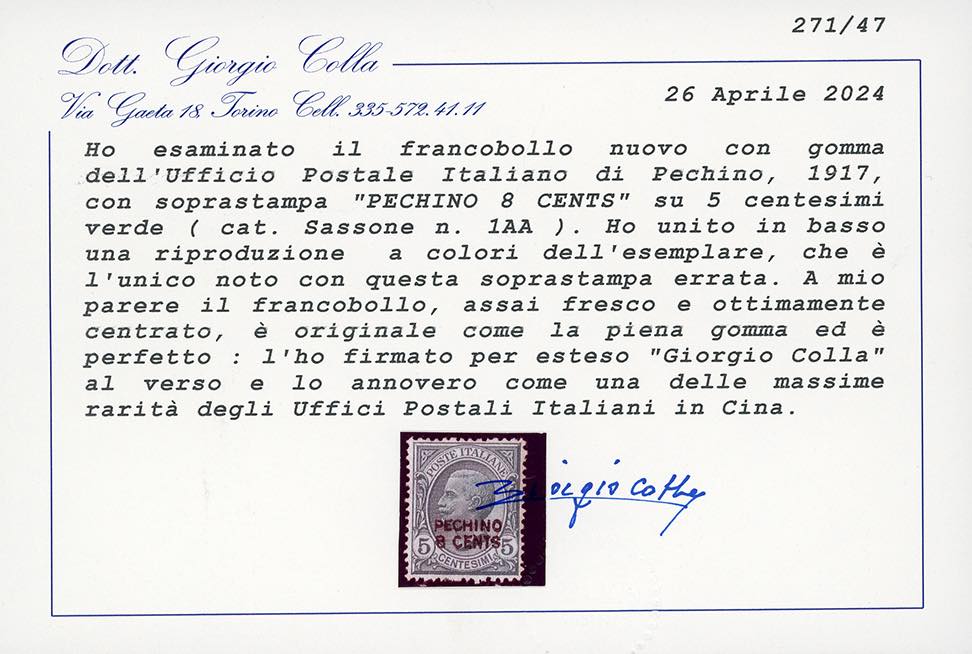 271/47
Dott. Giorgio Colla
26 Aprile 2024
Via Gaeta 18, Torino Cell. 335-572.41.11
Ho esaminato il francobollo nuovo con gomma
dell'Ufficio Postale Italiano di Pechino, 1917,
con soprastampa "PECHINO 8 CENTS" su 5 centesimi
verde ( cat. Sassone n. 1AA ). Ho unito in basso
una riproduzione a colori dell'esemplare, che è
l'unico noto con questa soprastampa errata. A mio
parere il francobollo, assai fresco e ottimamente
centrato, è originale come la piena gomma ed è
perfetto : l'ho firmato per esteso "Giorgio Colla"
al verso e lo annovero come una delle massime
rarità degli Uffici Postali Italiani in Cina.
POSTE ITALIANE
Giorgio Colla
PECHINO
8 CENTS
5 5
CENTESIMI